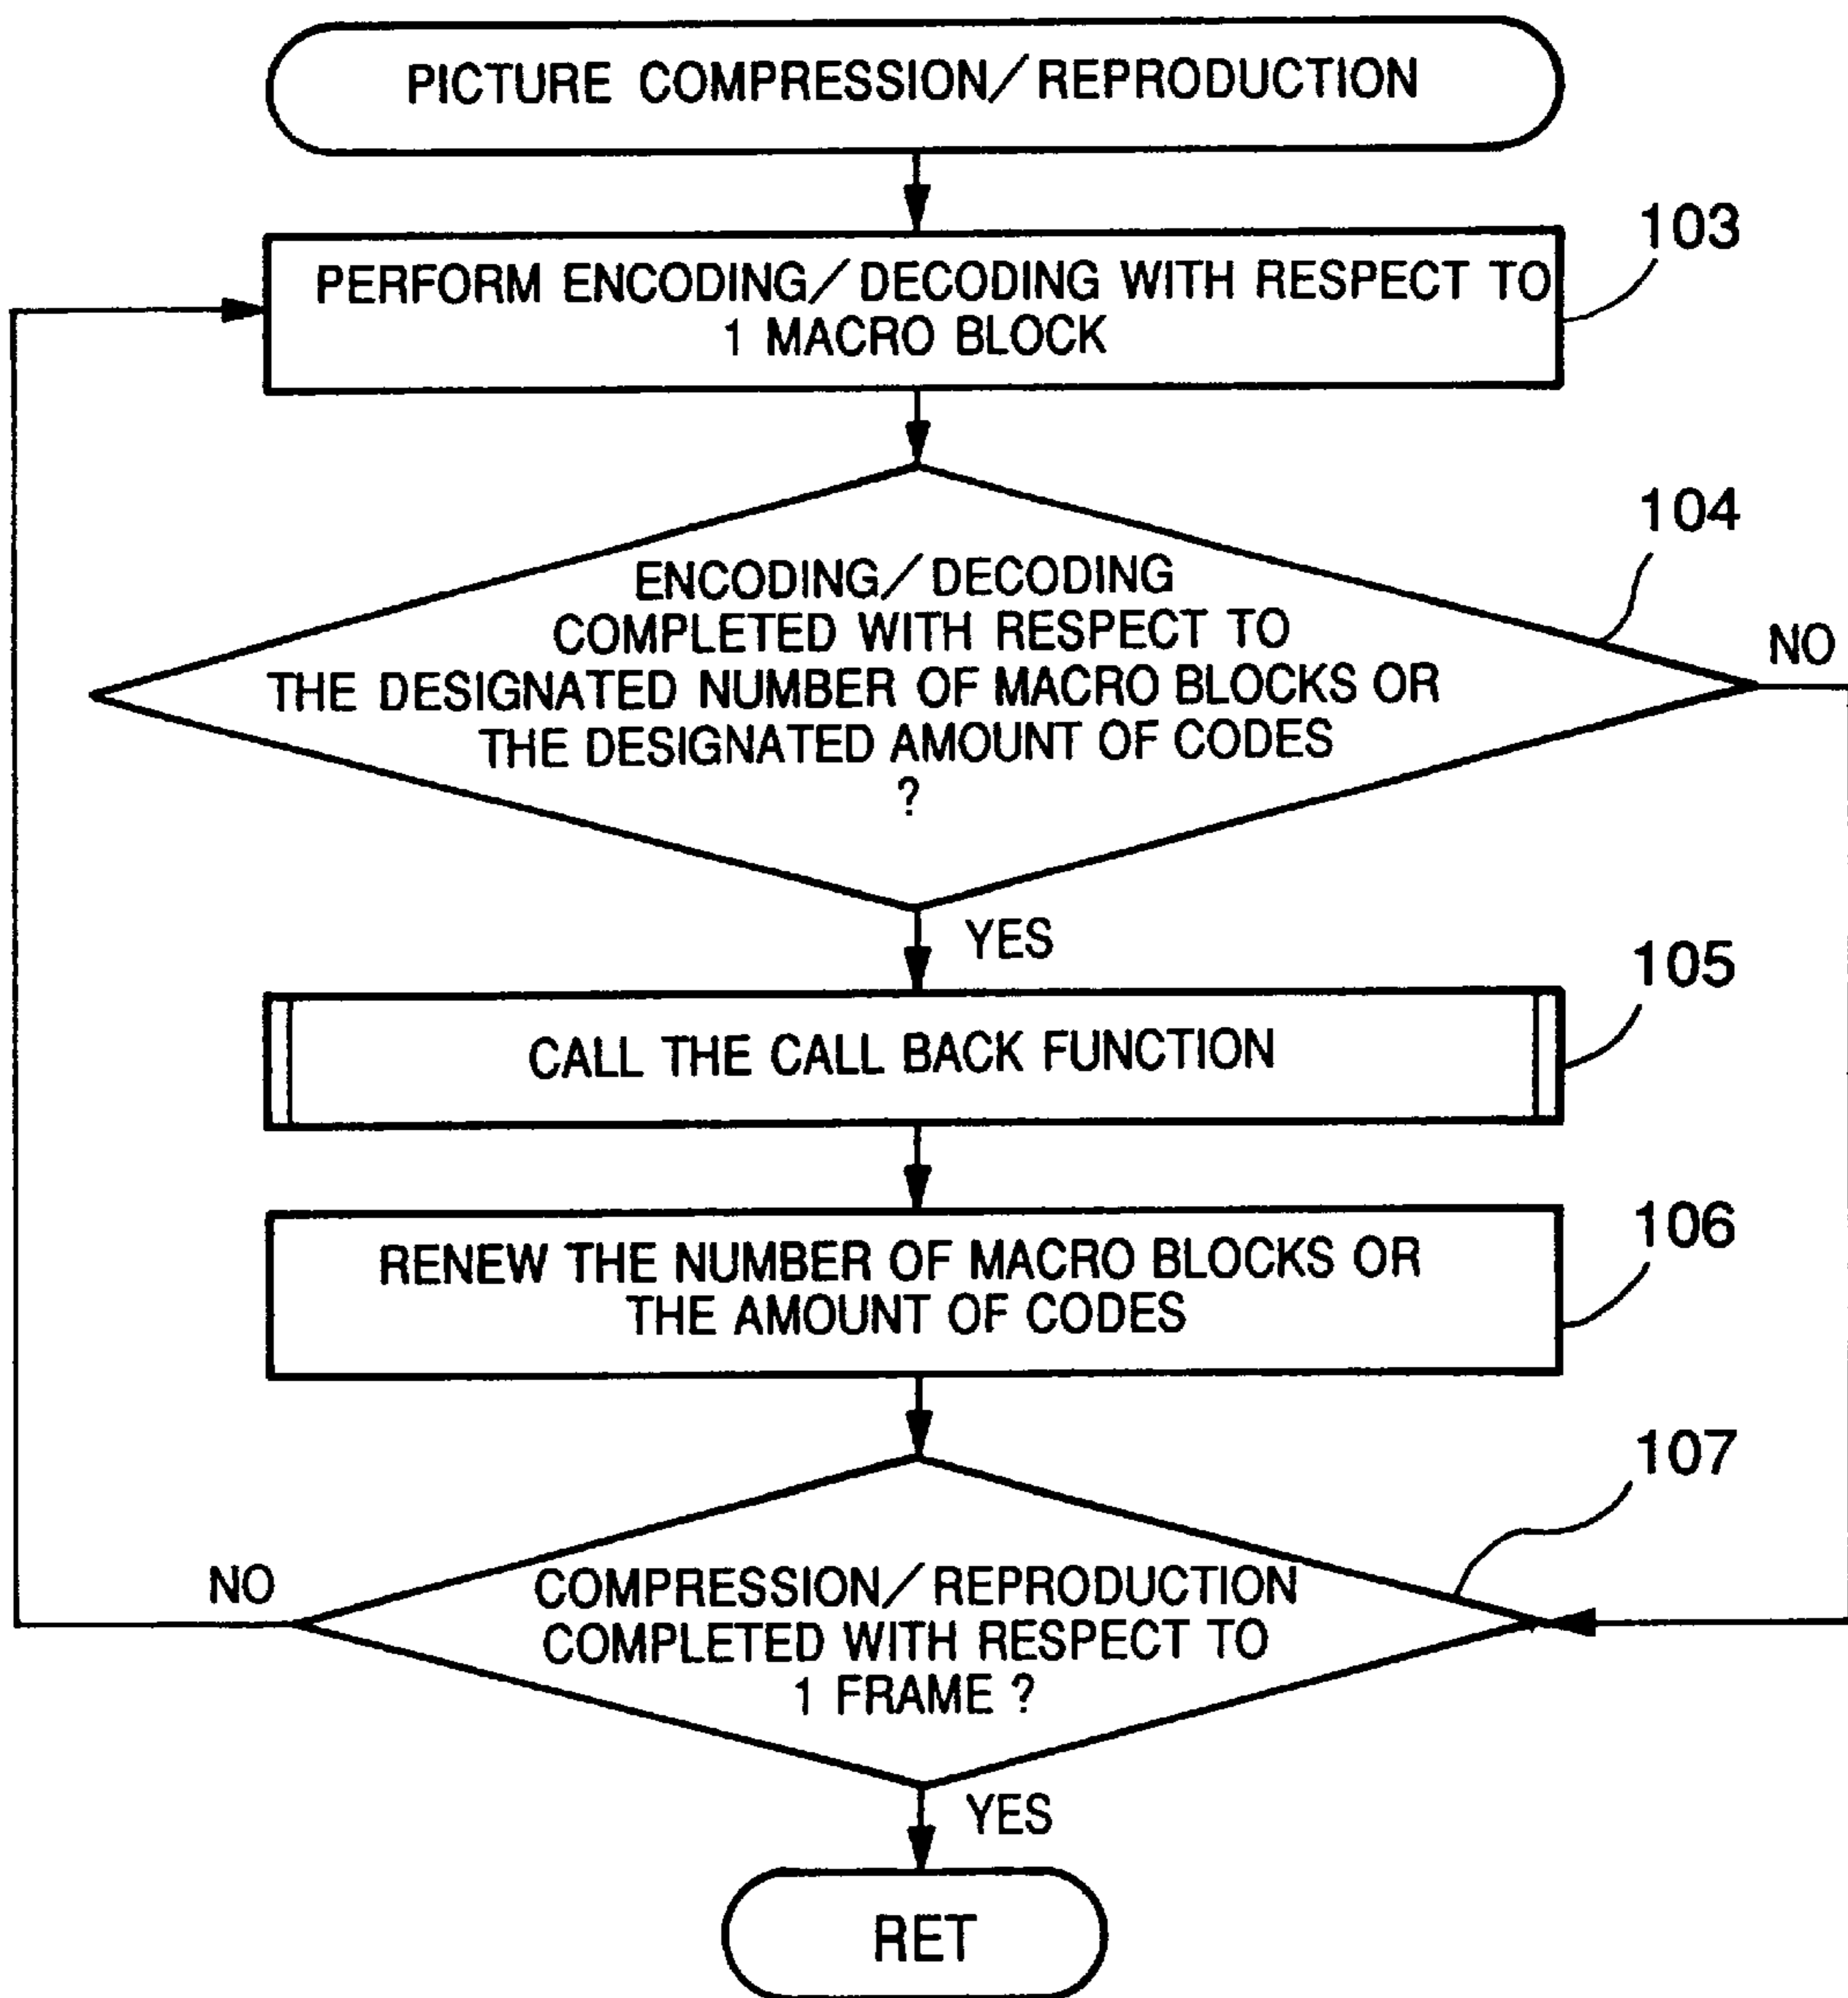 PICTURE COMPRESSION/REPRODUCTION
103
PERFORM ENCODING/DECODING WITH RESPECT TO
1 MACRO BLOCK
104
ENCODING/DECODING
COMPLETED WITH RESPECT TO
THE DESIGNATED NUMBER OF MACRO BLOCKS OR
THE DESIGNATED AMOUNT OF CODES
?
NO
YES
105
CALL THE CALL BACK FUNCTION
106
RENEW THE NUMBER OF MACRO BLOCKS OR
THE AMOUNT OF CODES
107
NO
COMPRESSION/REPRODUCTION
COMPLETED WITH RESPECT TO
1 FRAME ?
YES
RET